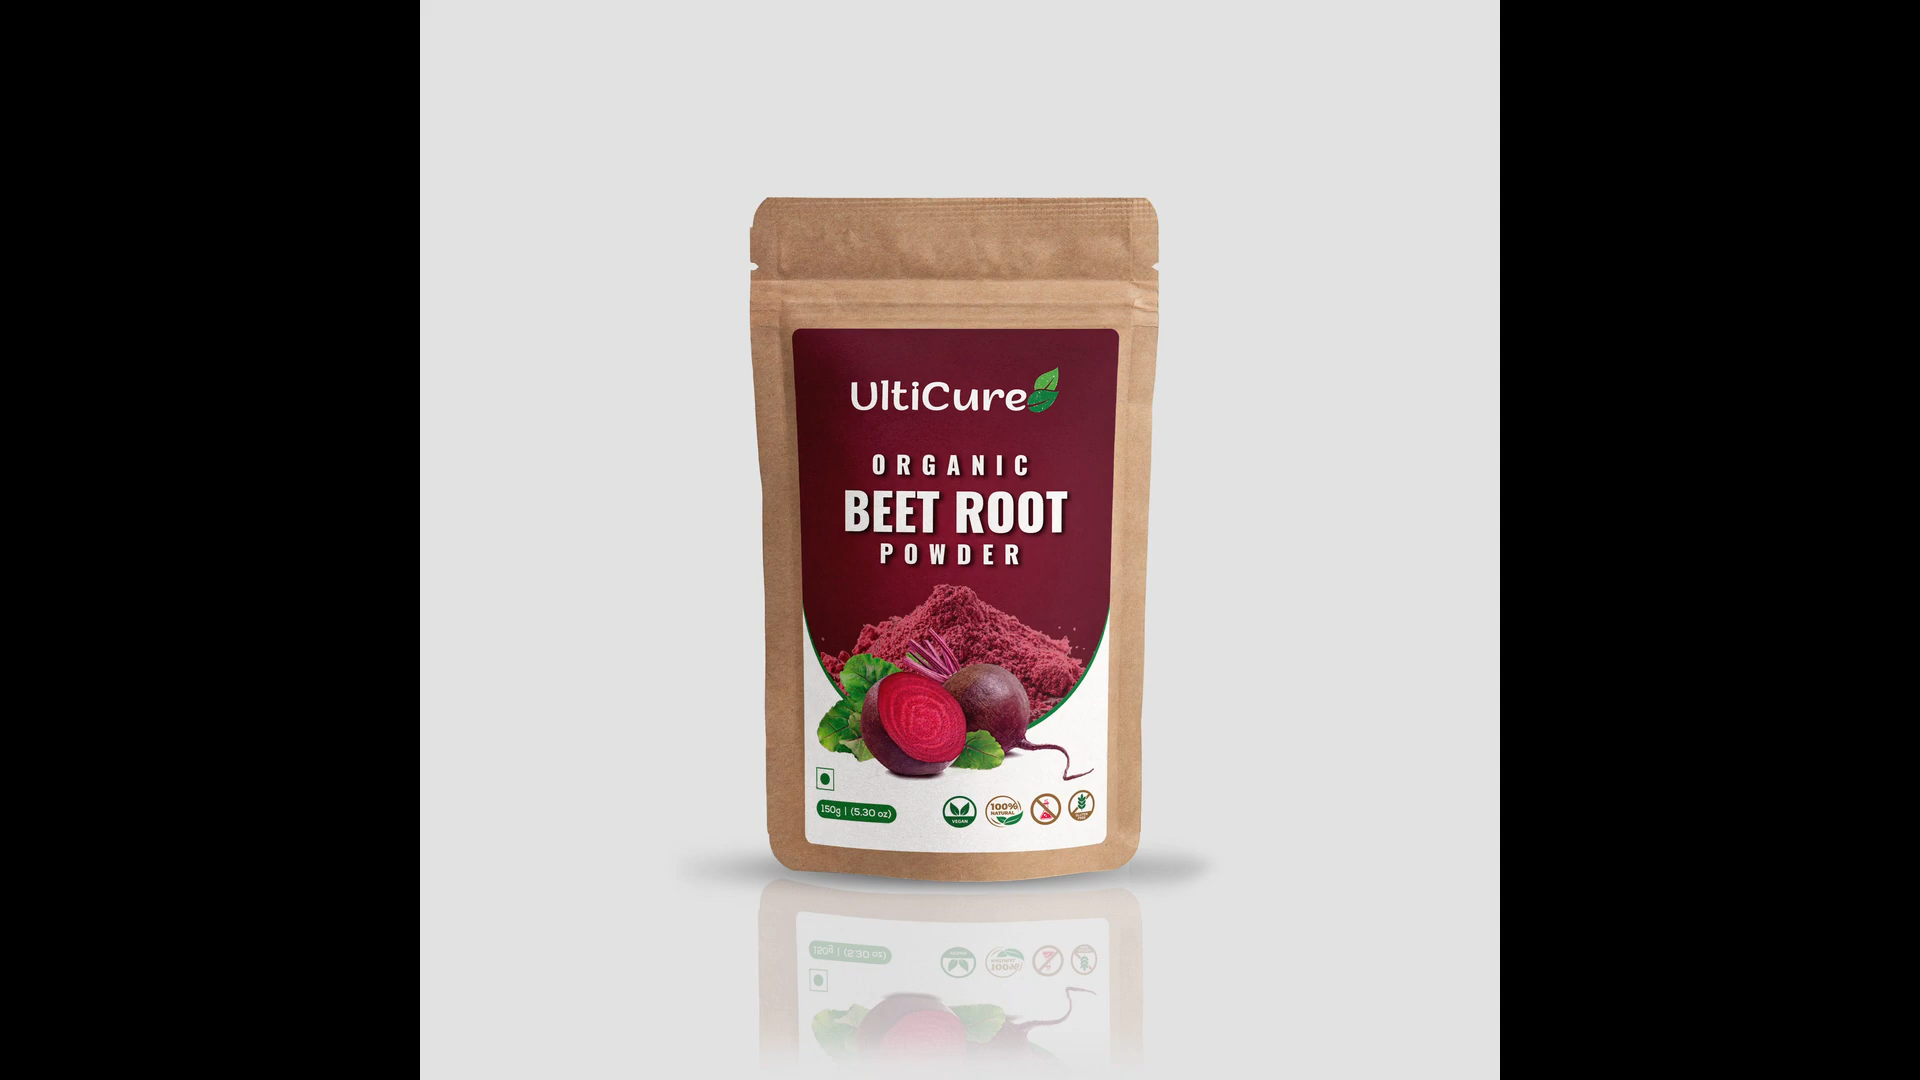 UltiCure
ORGANIC
BEET ROOT
POWDER
150g | (5.30 oz)
VEGAN
100%
NATURAL